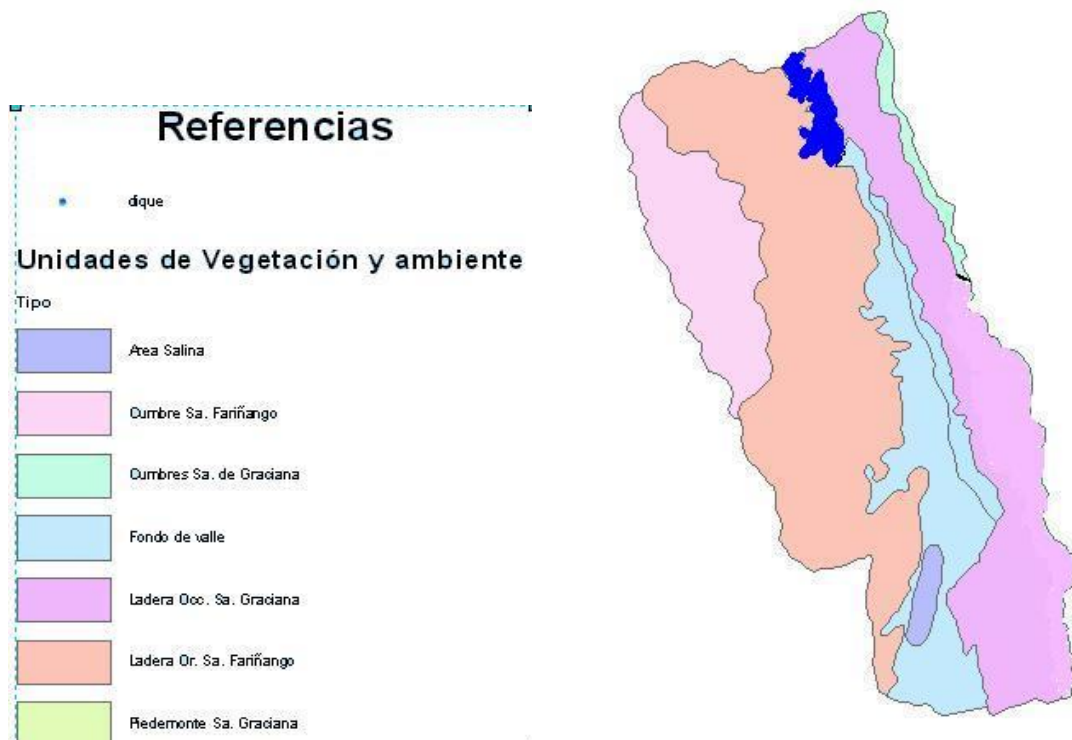 Referencias
dique
Unidades de Vegetación y ambiente
Tipo
Area Salina
Cumbre Sa. Fariñango
Cumbres Sa. de Graciana
Fondo de valle
Ladera Occ. Sa. Graciana
Ladera Or. Sa. Fariñango
Piedemonte Sa. Graciana